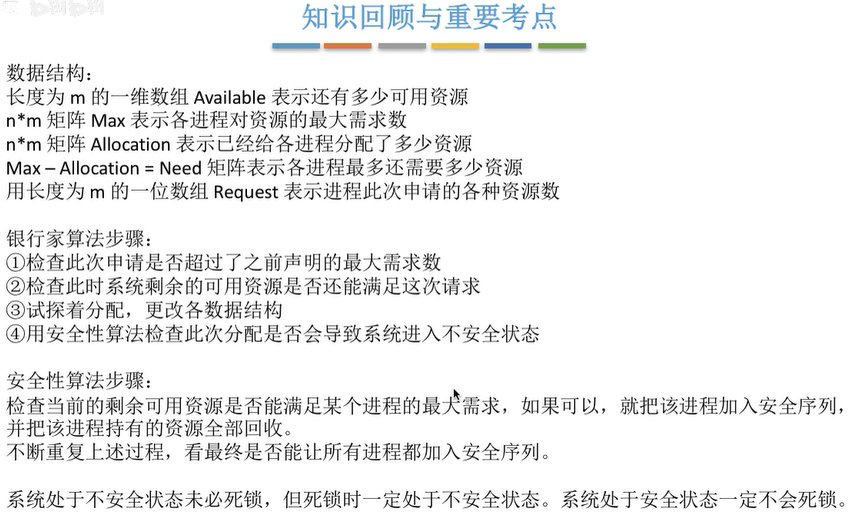 知识回顾与重要考点
数据结构：
长度为 m 的一维数组 Available 表示还有多少可用资源
n*m 矩阵 Max 表示各进程对资源的最大需求数
n*m 矩阵 Allocation 表示已经给各进程分配了多少资源
Max – Allocation = Need 矩阵表示各进程最多还需要多少资源
用长度为 m 的一位数组 Request 表示进程此次申请的各种资源数
银行家算法步骤：
①检查此次申请是否超过了之前声明的最大需求数
②检查此时系统剩余的可用资源是否还能满足这次请求
③试探着分配，更改各数据结构
④用安全性算法检查此次分配是否会导致系统进入不安全状态
安全性算法步骤：
检查当前的剩余可用资源是否能满足某个进程的最大需求，如果可以，就把该进程加入安全序列，
并把该进程持有的资源全部回收。
不断重复上述过程，看最终是否能让所有进程都加入安全序列。
系统处于不安全状态未必死锁，但死锁时一定处于不安全状态。系统处于安全状态一定不会死锁。